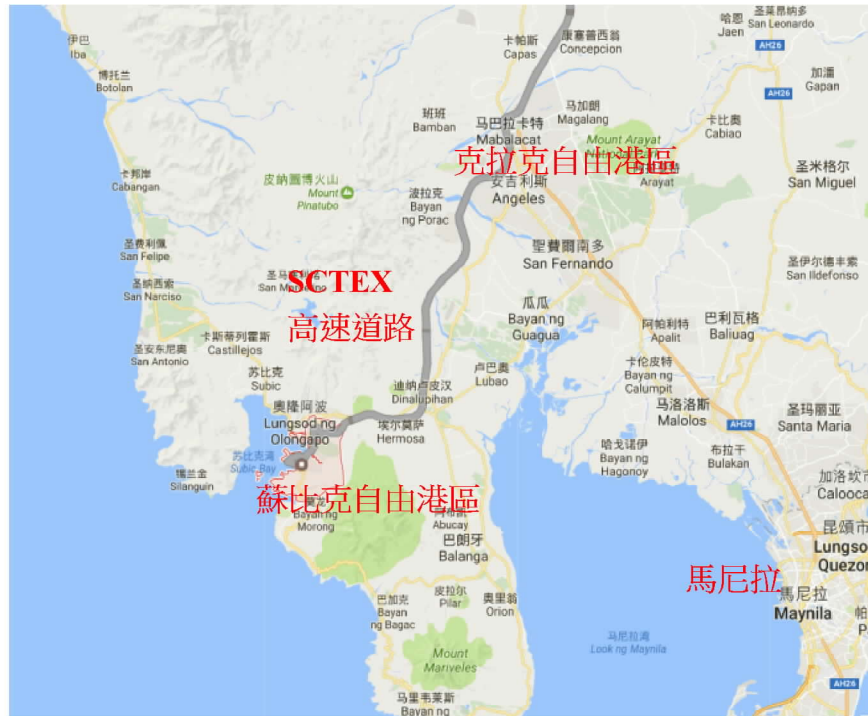 伊巴
Iba
博托兰
Botolan
卡帕斯
Capas
康塞普西翁
Concepcion
哈恩
Jaen
圣莱昂纳多
San Leonardo
AH26
AH26
加潘
Gapan
班班
Bamban
马巴拉卡特
Mabalacat
马加朗
Magalang
卡比奥
Cabiao
Mount Arayat
克拉克自由港區
Arayat
安吉利斯
Angeles
圣米格尔
San Miguel
卡邦岸
Cabangan
皮納圖博火山
Mount
Pinatubo
波拉克
Bayan
ng Porac
圣费利佩
San Felipe
聖費爾南多
San Fernando
圣伊尔德丰索
San Ildefonso
圣纳西索
San Narciso
SCTEX
高速道路
瓜瓜
Bayan ng
Guagua
阿帕利特
Apalit
巴利瓦格
Baliuag
圣安东尼奥
San Antonio
卡斯蒂列霍斯
Castillejos
苏比克
Subic
迪纳卢皮汉
Dinalupihan
卢巴奥
Lubao
卡伦皮特
Bayan ng
Calumpit
奧隆阿波
Lungsod ng
Olongapo
埃尔莫萨
Hermosa
马洛洛斯
Malolos
AH26
圣玛丽亚
Santa Maria
苏比克湾
Subic Bay
哈戈诺伊
Bayan ng
Hagonoy
布拉干
Bulakan
锡兰金
Silanguin
蘇比克自由港區
Bayan ng
Morong
Abucay
巴朗牙
Balanga
加洛坎市
Calooca
昆頌市
Lungso
Quezon
馬尼拉
馬尼拉
Maynila
巴加克
Bayan
ng Bagac
皮拉尔
Pilar
奥里翁
Orion
马尼拉湾
Look ng Maynila
Mount
Mariveles
AH26
马里韦莱斯
Bayan ng